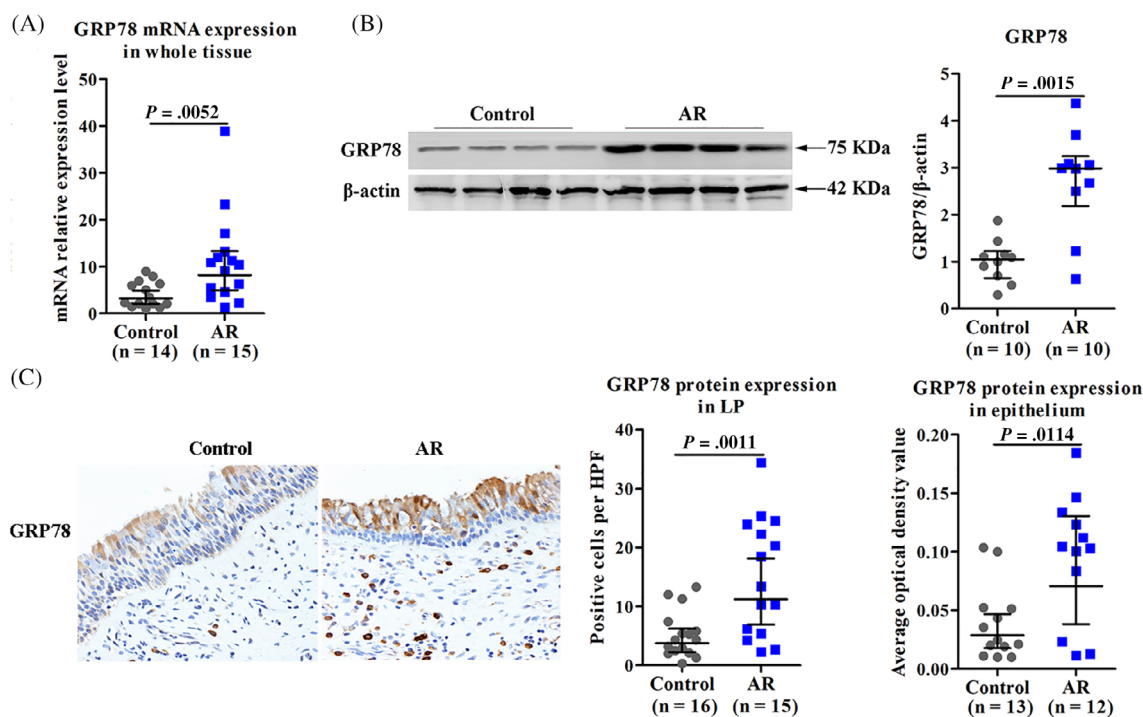 (A)
GRP78 mRNA expression
in whole tissue
mRNA relative expression level
50
40
30
20
10
0
P = .0052
Control
(n = 14)
AR
(n = 15)
(B)
Control
AR
GRP78
75 KDa
β-actin
42 KDa
GRP78
GRP78/β-actin
5
4
3
2
1
0
P = .0015
Control
(n = 10)
AR
(n = 10)
(C)
Control
AR
GRP78
GRP78 protein expression
in LP
Positive cells per HPF
40
30
20
10
0
P = .0011
Control
(n = 16)
AR
(n = 15)
GRP78 protein expression
in epithelium
Average optical density value
0.20
0.15
0.10
0.05
0.00
P = .0114
Control
(n = 13)
AR
(n = 12)